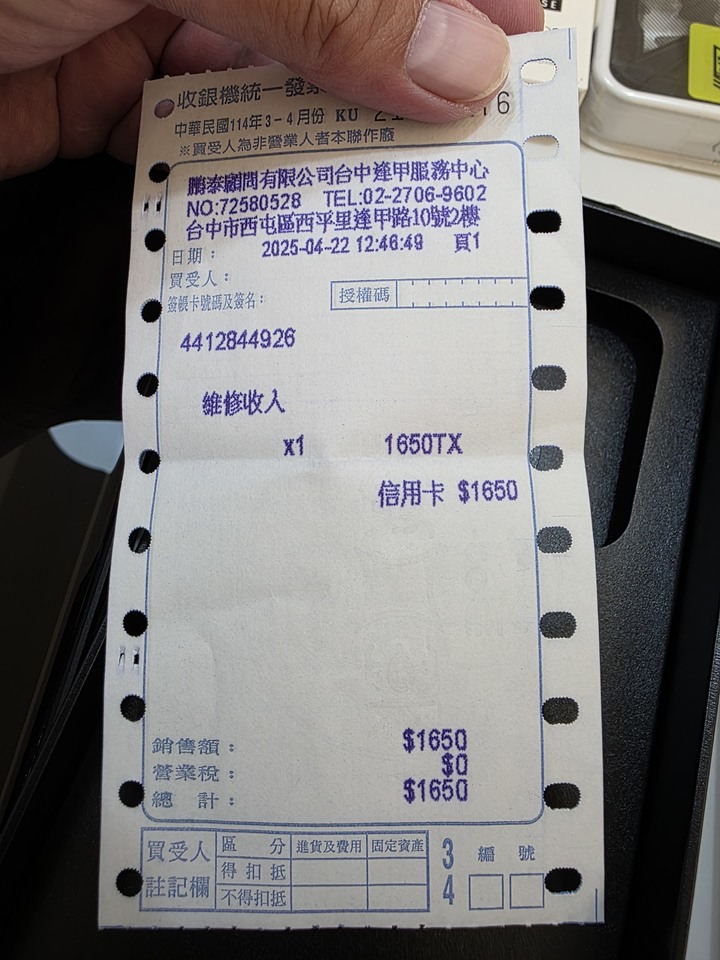 收銀機統一發票
中華民國114年3-4月份 KU 21 6
※買受人為非營業人者本聯作廢
鵬泰顧問有限公司台中逢甲服務中心
NO:72580528 TEL:02-2706-9602
台中市西屯區西平里逢甲路10號2樓
日期: 2025-04-22 12:46:49 頁1
買受人:
簽帳卡號碼及簽名: 授權碼
4412844926
維修收入
x1 1650TX
信用卡 $1650
銷售額: $1650
營業稅: $0
總 計: $1650
買受人註記欄 區 分 進貨及費用 固定資產
得 扣 抵
不得扣抵
3 4 編 號